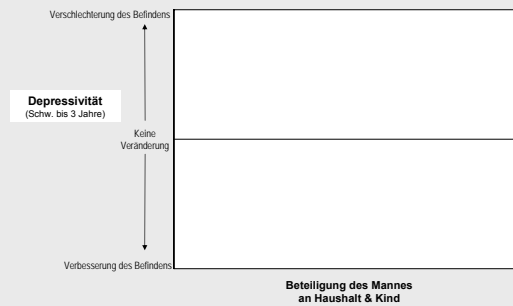 Verschlechterung des Befindens
Depressivität
(Schw. bis 3 Jahre)
Keine
Veränderung
Verbesserung des Befindens
Beteiligung des Mannes
an Haushalt & Kind